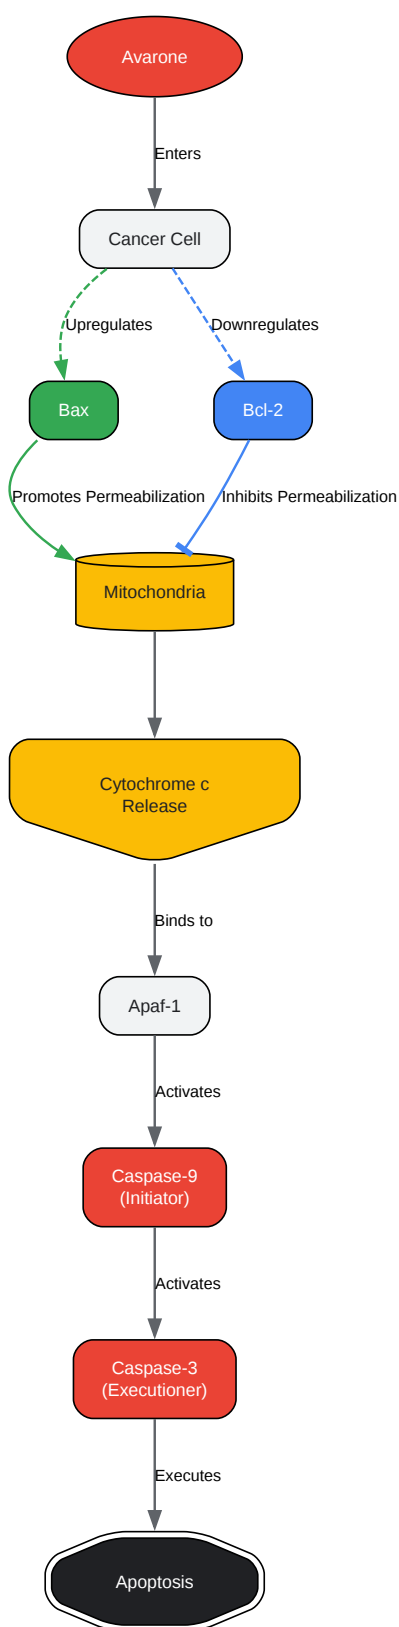 Avarone
Enters
Cancer Cell
Upregulates
Downregulates
Bax
Bcl-2
Promotes Permeabilization
Inhibits Permeabilization
Mitochondria
Cytochrome c
Release
Binds to
Apaf-1
Activates
Caspase-9
(Initiator)
Activates
Caspase-3
(Executioner)
Executes
Apoptosis